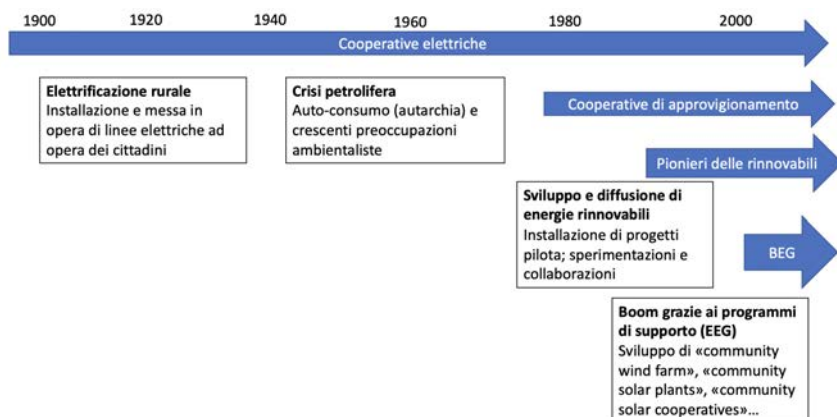 1900 1920 1940 1960 1980 2000
Cooperative elettriche
Elettrificazione rurale
Installazione e messa in
opera di linee elettriche ad
opera dei cittadini
Crisi petrolifera
Auto-consumo (autarchia) e
crescenti preoccupazioni
ambientaliste
Cooperative di approvigionamento
Pionieri delle rinnovabili
Sviluppo e diffusione di
energie rinnovabili
Installazione di progetti
pilota; sperimentazioni e
collaborazioni
BEG
Boom grazie ai programmi
di supporto (EEG)
Sviluppo di «community
wind farm», «community
solar plants», «community
solar cooperatives»…